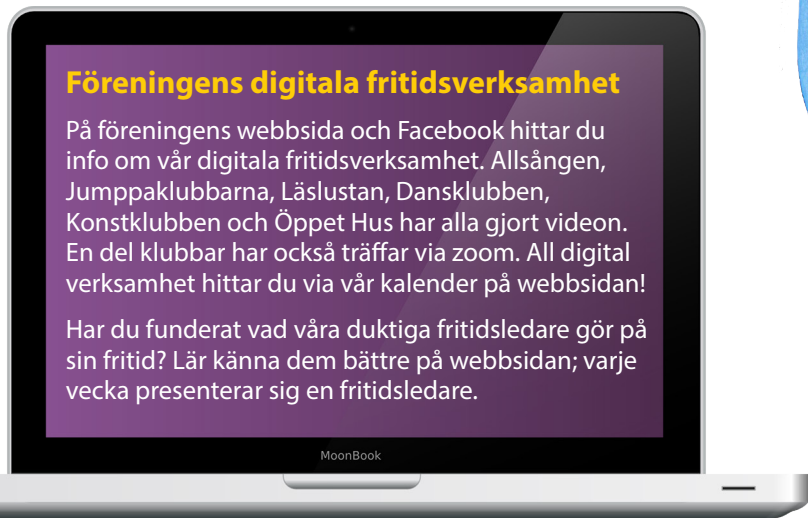 Föreningens digitala fritidsverksamhet
På föreningens webbsida och Facebook hittar du
info om vår digitala fritidsverksamhet. Allsången,
Jumppaklubbarna, Läslustan, Dansklubben,
Konstklubben och Öppet Hus har alla gjort videon.
En del klubbar har också träffar via zoom. All digital
verksamhet hittar du via vår kalender på webbsidan!
Har du funderat vad våra duktiga fritidsledare gör på
sin fritid? Lär känna dem bättre på webbsidan; varje
vecka presenterar sig en fritidsledare.
MoonBook